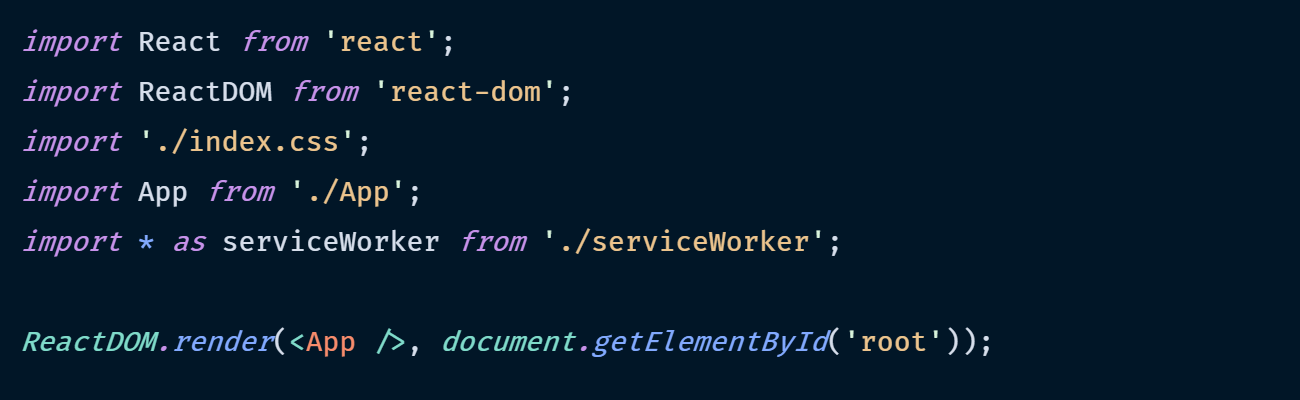 import React from 'react';
import ReactDOM from 'react-dom';
import './index.css';
import App from './App';
import * as serviceWorker from './serviceWorker';
ReactDOM.render(<App />, document.getElementById('root'));